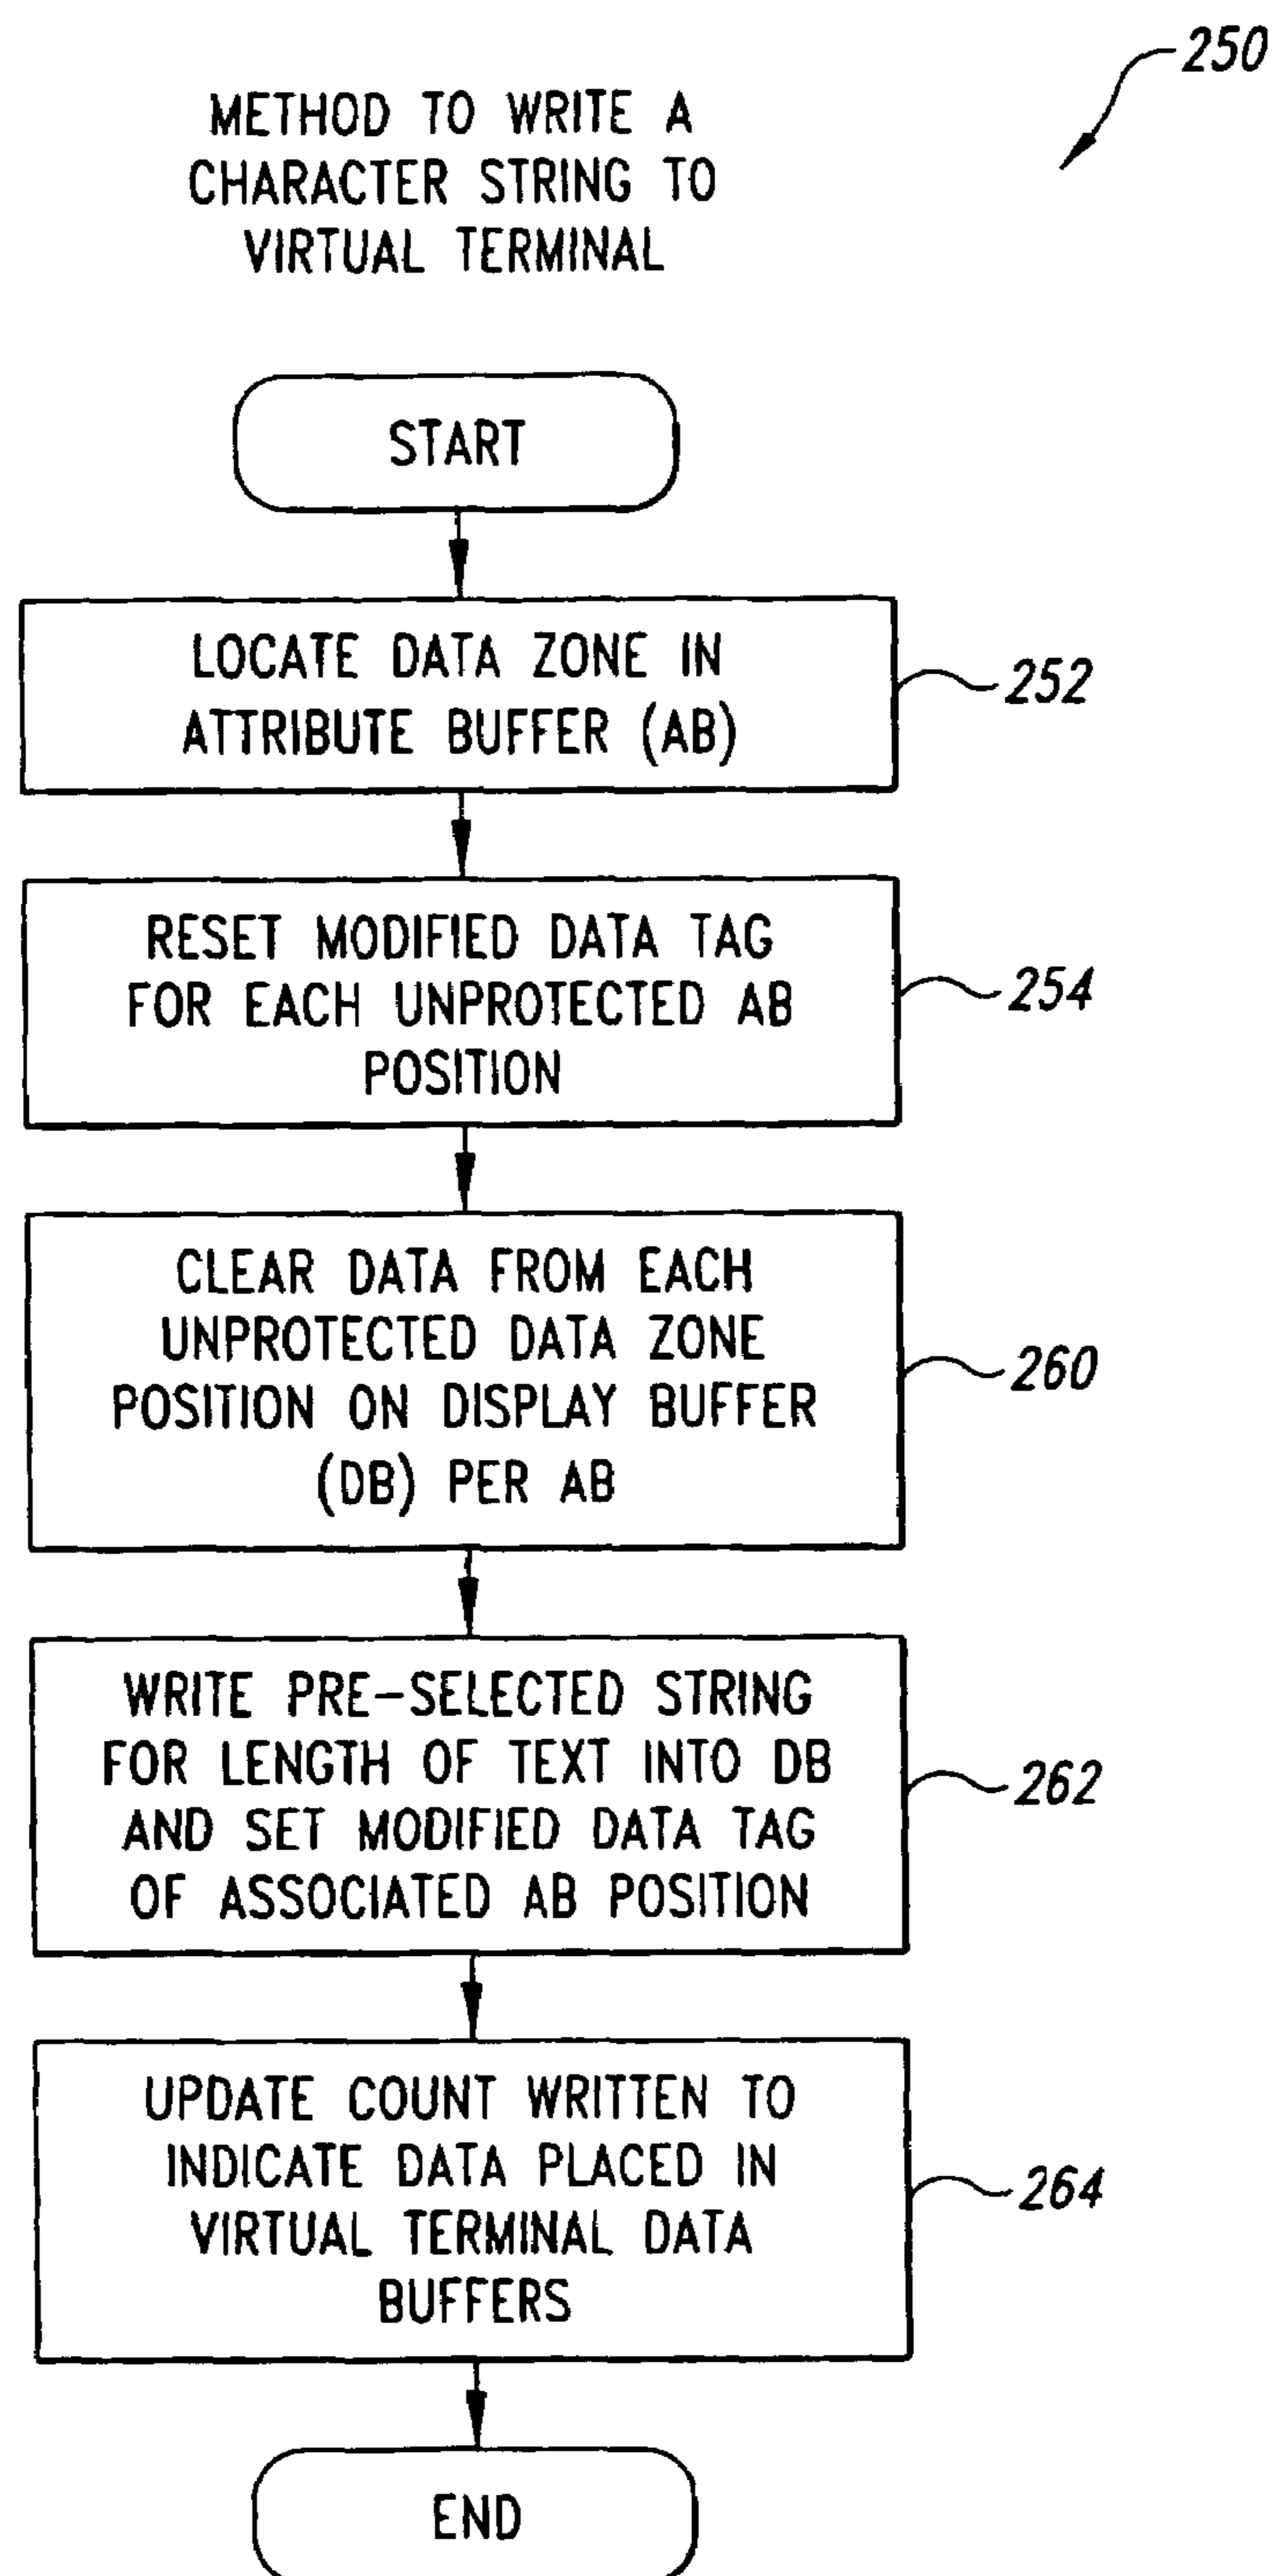 250
METHOD TO WRITE A
CHARACTER STRING TO
VIRTUAL TERMINAL
START
LOCATE DATA ZONE IN
ATTRIBUTE BUFFER (AB)
252
RESET MODIFIED DATA TAG
FOR EACH UNPROTECTED AB
POSITION
254
CLEAR DATA FROM EACH
UNPROTECTED DATA ZONE
POSITION ON DISPLAY BUFFER
(DB) PER AB
260
WRITE PRE-SELECTED STRING
FOR LENGTH OF TEXT INTO DB
AND SET MODIFIED DATA TAG
OF ASSOCIATED AB POSITION
262
UPDATE COUNT WRITTEN TO
INDICATE DATA PLACED IN
VIRTUAL TERMINAL DATA
BUFFERS
264
END